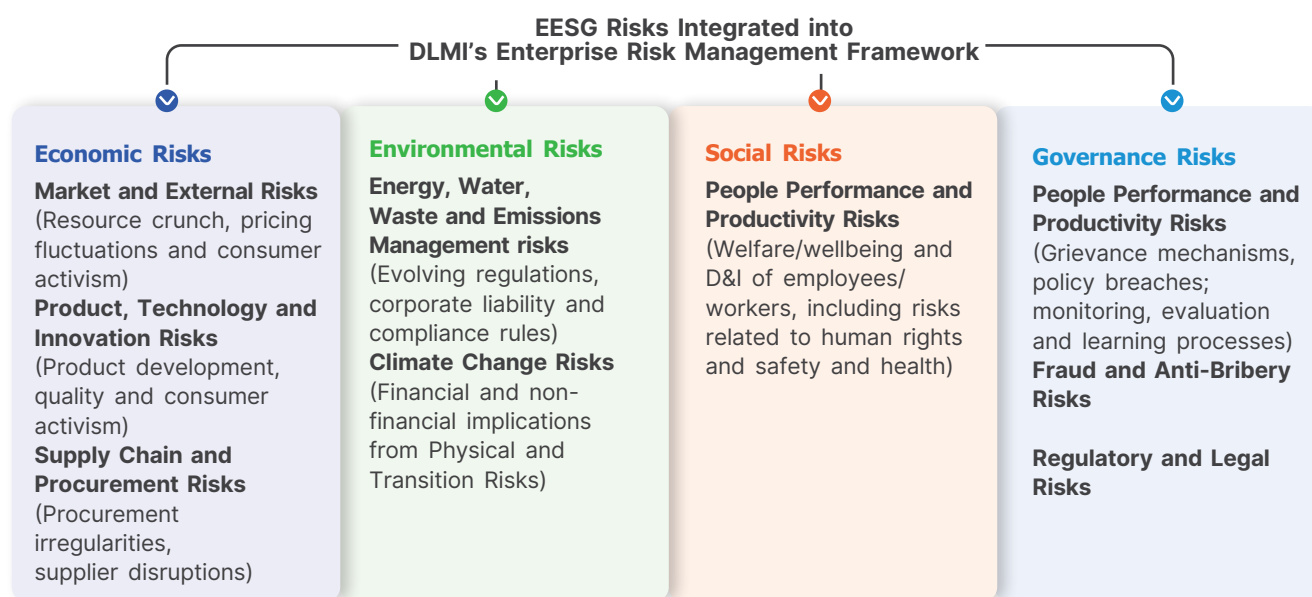 EESG Risks Integrated into
DLMI's Enterprise Risk Management Framework
Economic Risks
Market and External Risks
(Resource crunch, pricing
fluctuations and consumer
activism)
Product, Technology and
Innovation Risks
(Product development,
quality and consumer
activism)
Supply Chain and
Procurement Risks
(Procurement
irregularities,
supplier disruptions)
Environmental Risks
Energy, Water,
Waste and Emissions
Management risks
(Evolving regulations,
corporate liability and
compliance rules)
Climate Change Risks
(Financial and non-
financial implications
from Physical and
Transition Risks)
Social Risks
People Performance and
Productivity Risks
(Welfare/wellbeing and
D&I of employees/
workers, including risks
related to human rights
and safety and health)
Governance Risks
People Performance and
Productivity Risks
(Grievance mechanisms,
policy breaches;
monitoring, evaluation
and learning processes)
Fraud and Anti-Bribery
Risks
Regulatory and Legal
Risks